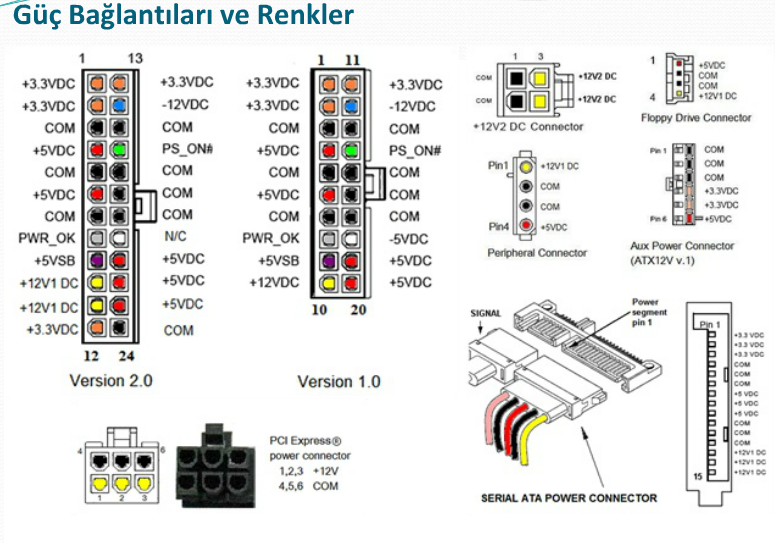 Güç Bağlantıları ve Renkler
1 13
+3.3VDC +3.3VDC
+3.3VDC -12VDC
COM COM
+5VDC PS_ON#
COM COM
+5VDC COM
COM COM
PWR_OK N/C
+5VSB +5VDC
+12V1 DC +5VDC
+12V1 DC +5VDC
+3.3VDC COM
12 24
Version 2.0
1 11
+3.3VDC +3.3VDC
+3.3VDC -12VDC
COM COM
+5VDC PS_ON#
COM COM
+5VDC COM
COM COM
PWR_OK -5VDC
+5VSB +5VDC
+12VDC +5VDC
10 20
Version 1.0
1 3
COM +12V2 DC
COM +12V2 DC
+12V2 DC Connector
1 +5VDC
COM
COM
4 +12V1 DC
Floppy Drive Connector
Pin1 +12V1 DC
COM
COM
Pin4 +5VDC
Peripheral Connector
Pin 1 COM
COM
COM
+3.3VDC
+3.3VDC
Pin 6 +5VDC
Aux Power Connector
(ATX12V v.1)
4 6
1 2 3
PCI Express®
power connector
1,2,3 +12V
4,5,6 COM
SIGNAL
Power
segment
pin 1
SERIAL ATA POWER CONNECTOR
Pin 1
+3.3 VDC
+3.3 VDC
+3.3 VDC
COM
COM
COM
+5 VDC
+5 VDC
+5 VDC
COM
COM
COM
+12V1 DC
+12V1 DC
15 +12V1 DC